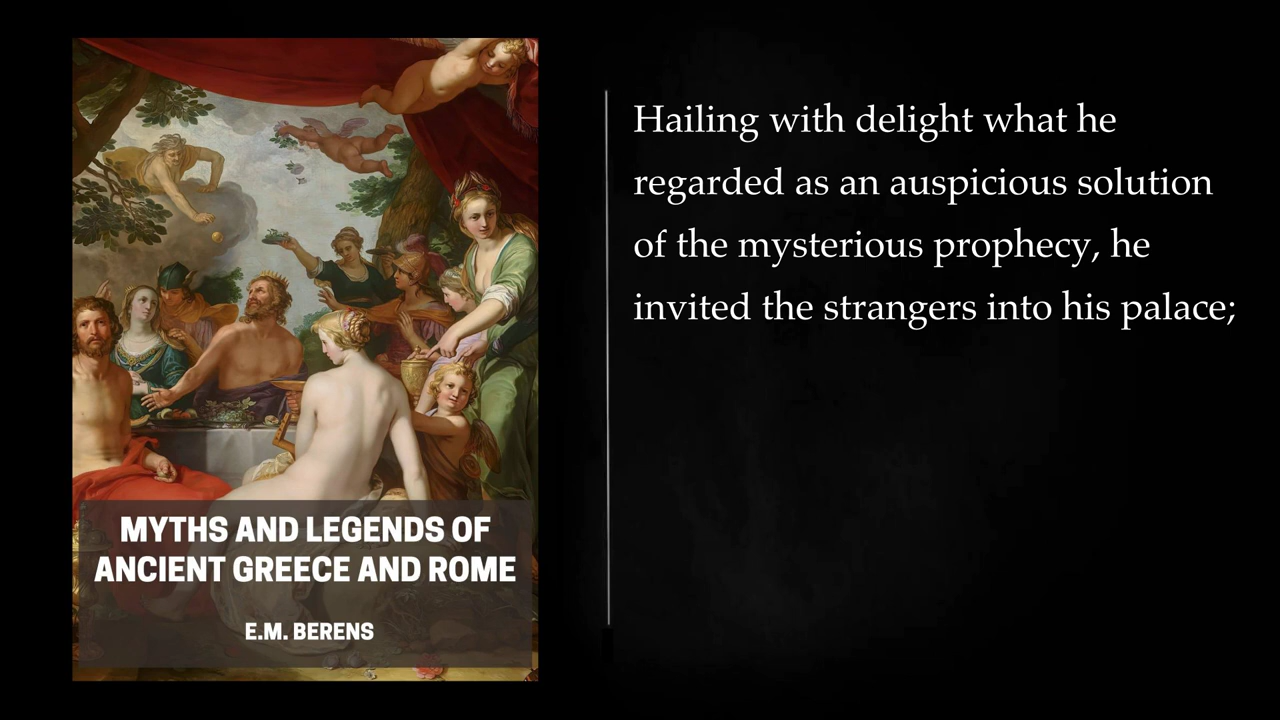 MYTHS AND LEGENDS OF
ANCIENT GREECE AND ROME
E.M. BERENS
Hailing with delight what he
regarded as an auspicious solution
of the mysterious prophecy, he
invited the strangers into his palace;